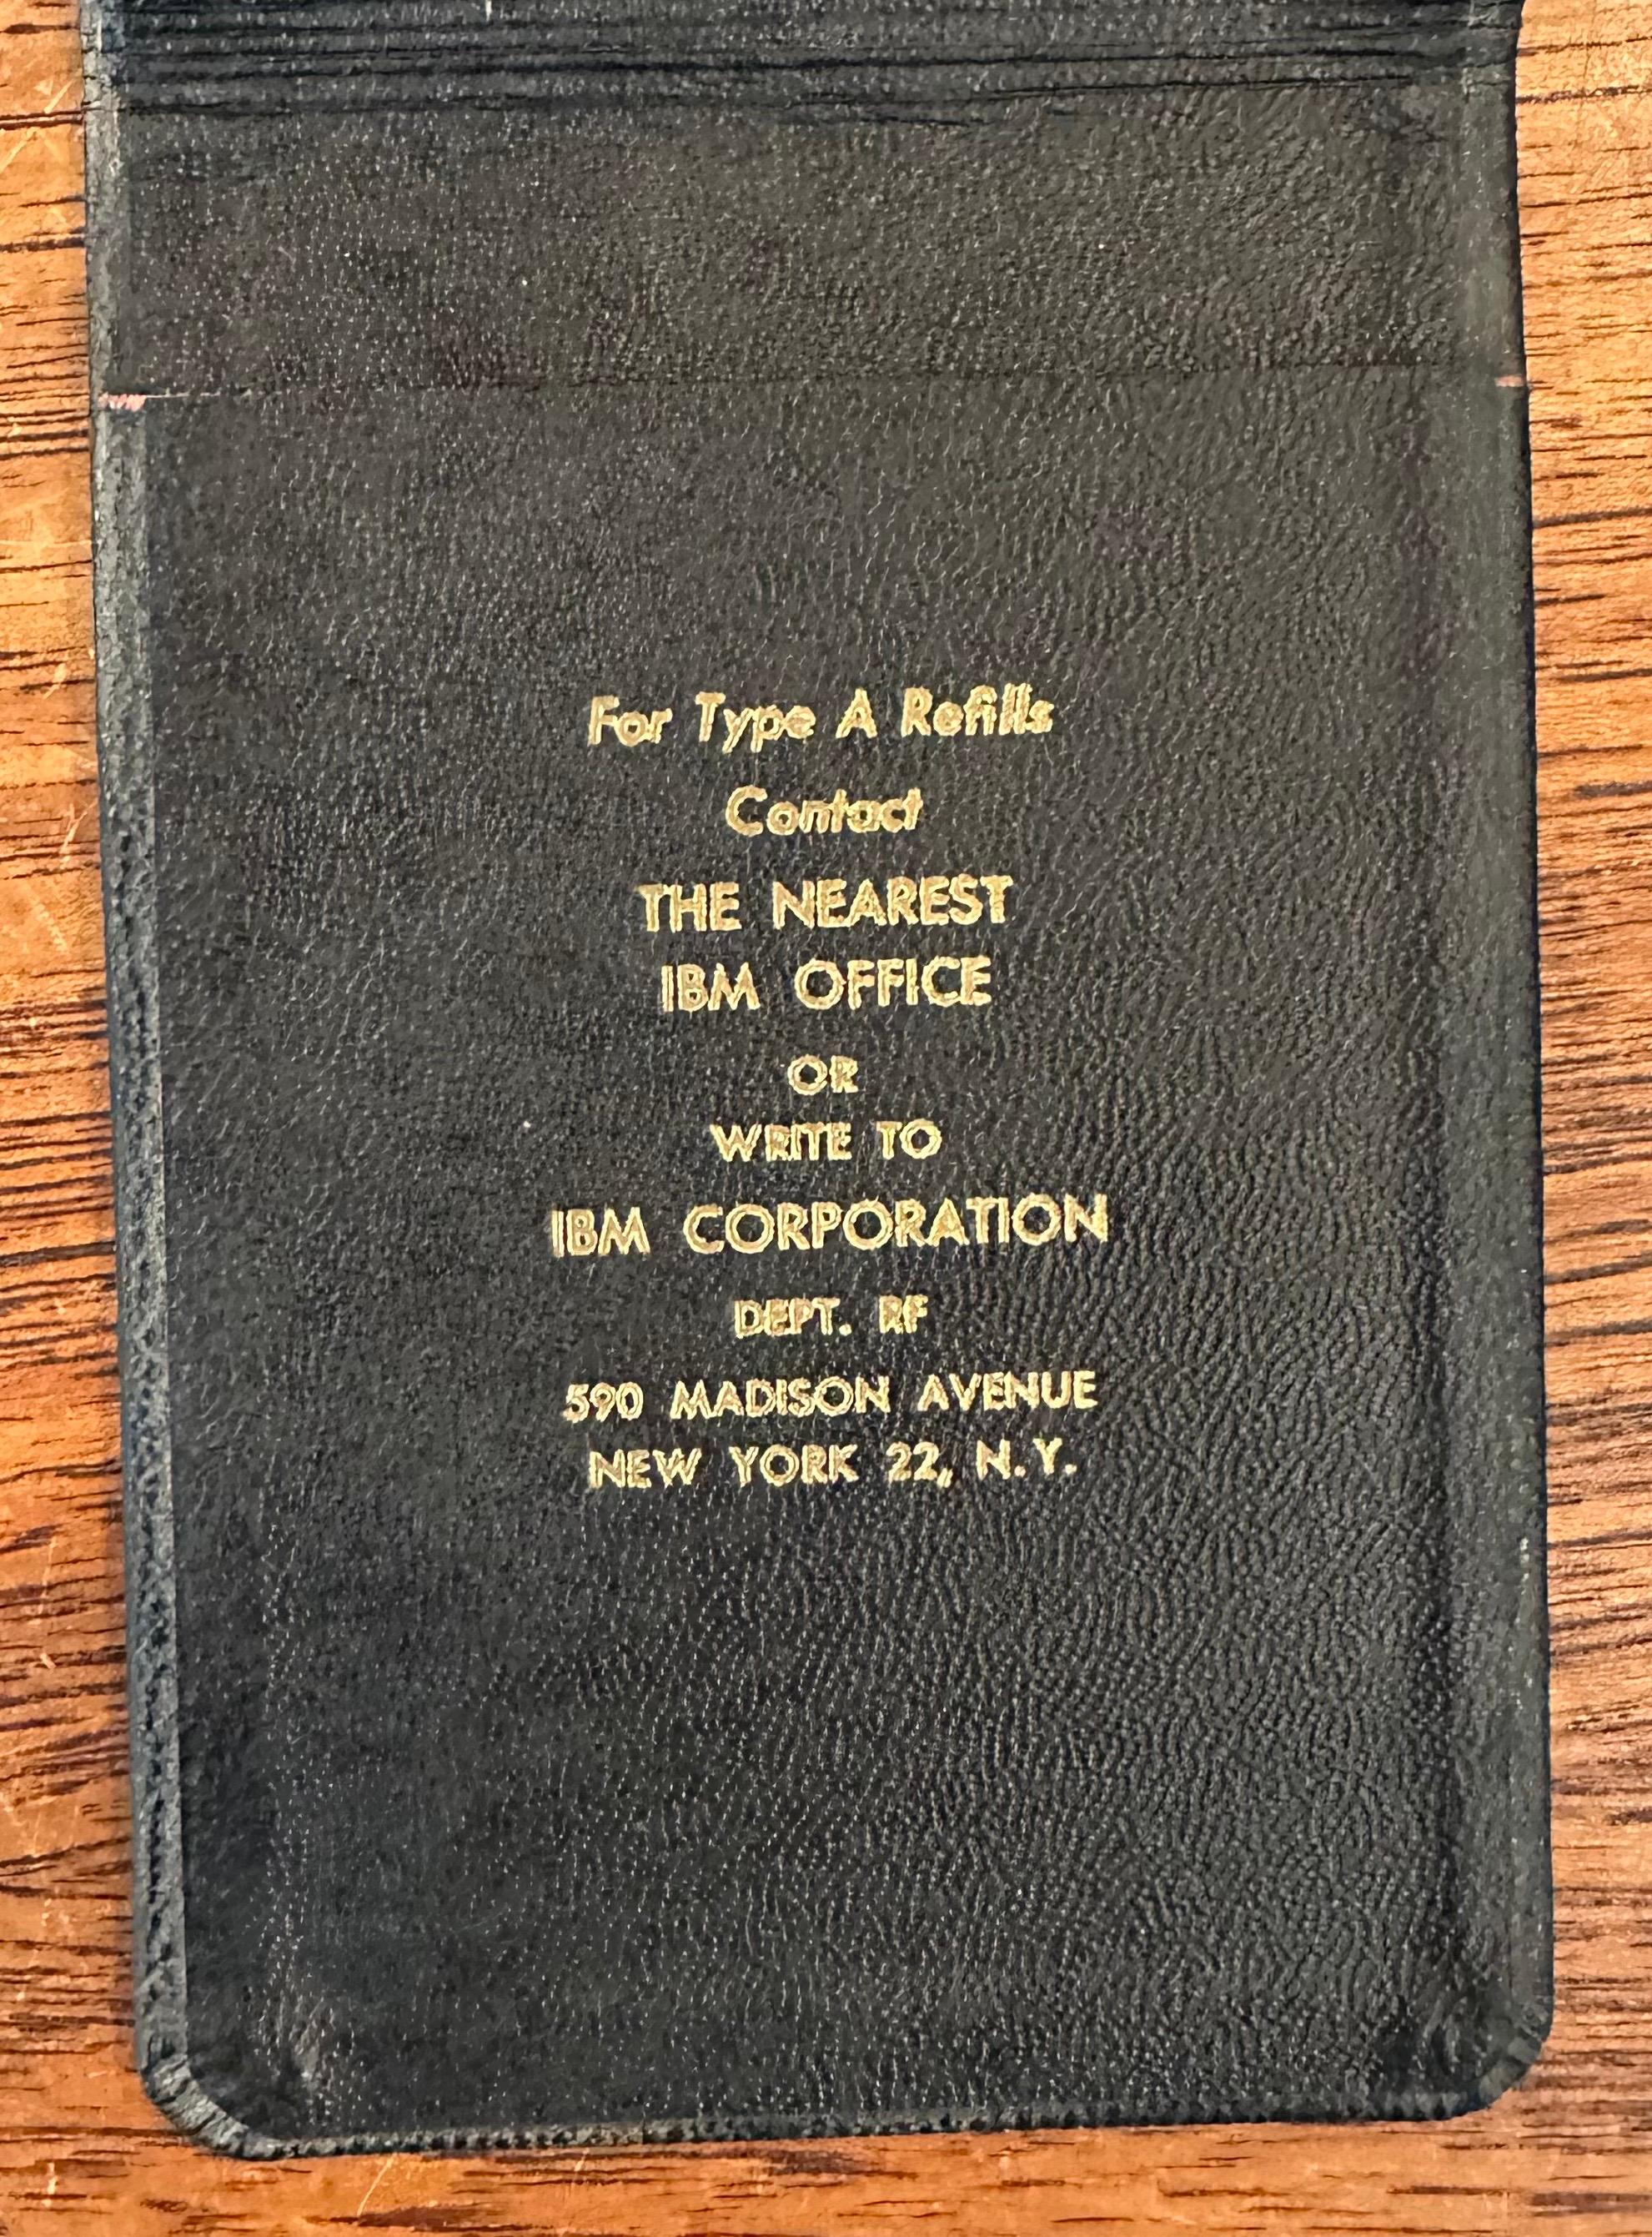 For Type A Refills
Contact
THE NEAREST
IBM OFFICE
OR
WRITE TO
IBM CORPORATION
DEPT. RF
590 MADISON AVENUE
NEW YORK 22, N.Y.